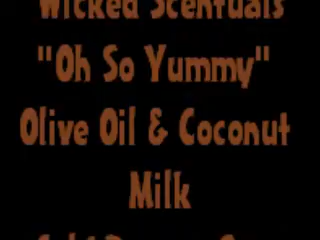 Wicked Scentuals
"Oh So Yummy"
Olive Oil & Coconut
Milk